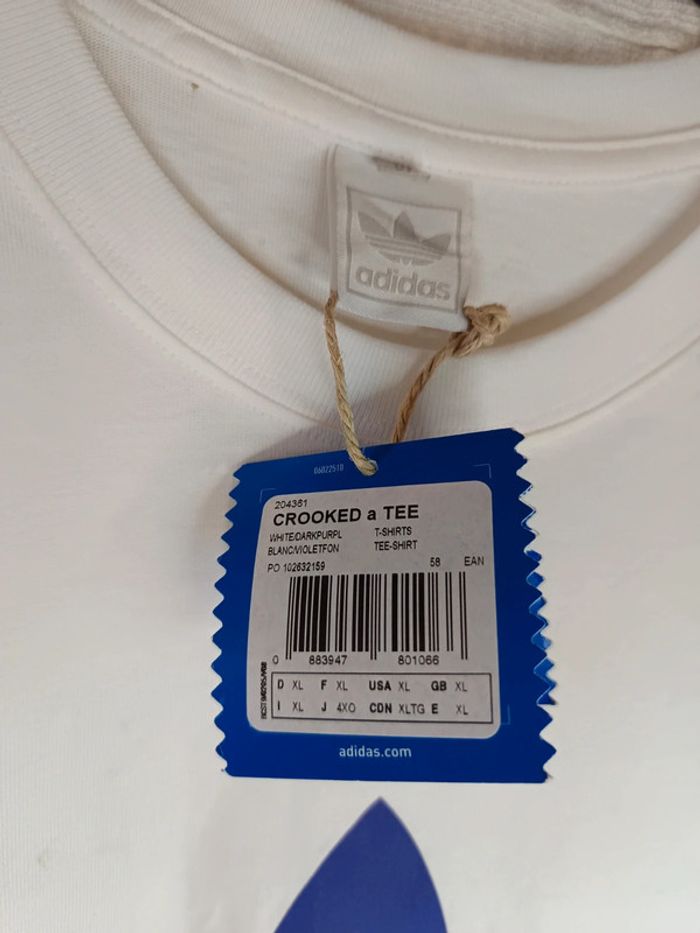 adidas
06022510
204361
CROOKED a TEE
WHITE/DARKPURPL T-SHIRTS
BLANC/VIOLETFON TEE-SHIRT
PO 102632159 58 EAN
0 883947 801066
D XL F XL USA XL GB XL
I XL J 4XO CDN XLTG E XL
adidas.com